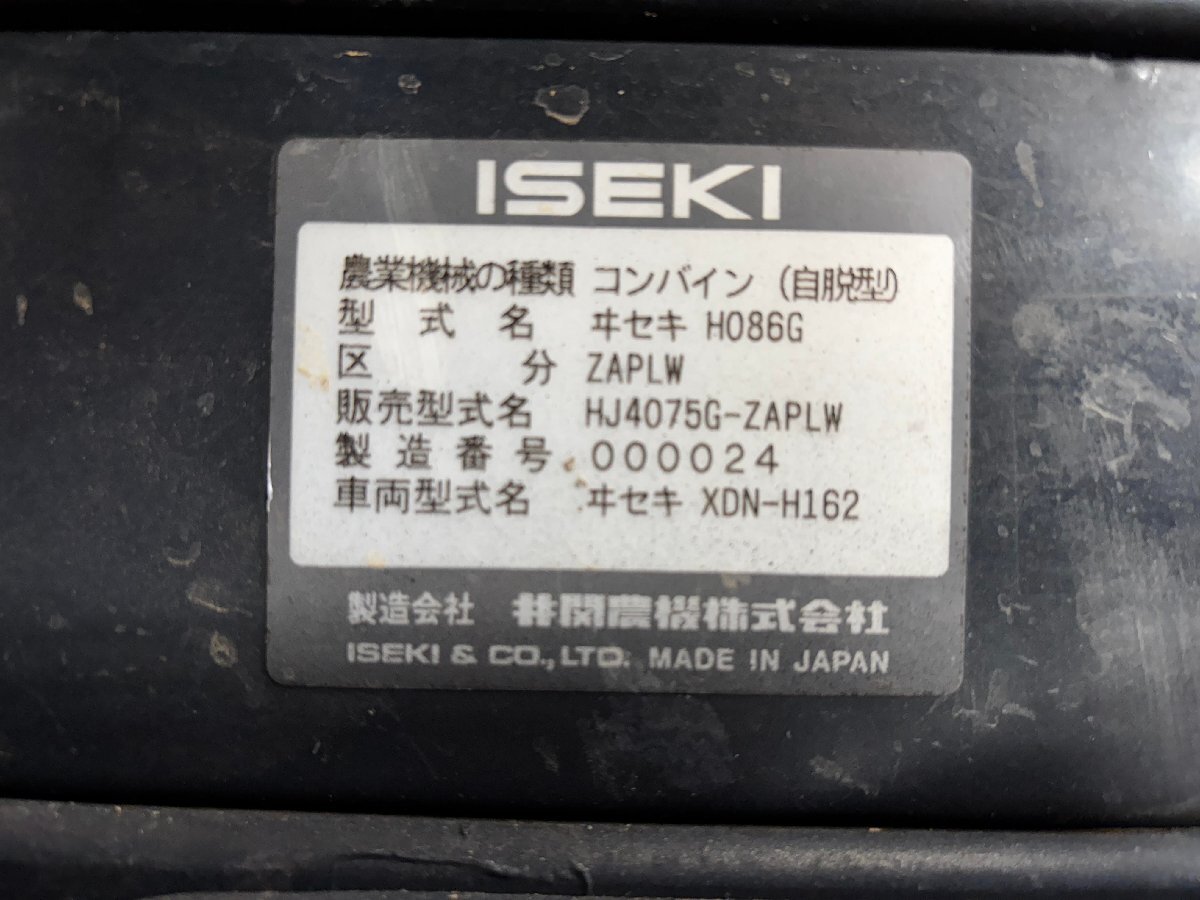 ISEKI
農業機械の種類 コンバイン (自脱型)
型式名 ヰセキ H086G
区分 ZAPLW
販売型式名 HJ4075G-ZAPLW
製造番号 000024
車両型式名 ヰセキ XDN-H162
製造会社 井関農機株式会社
ISEKI & CO., LTD. MADE IN JAPAN